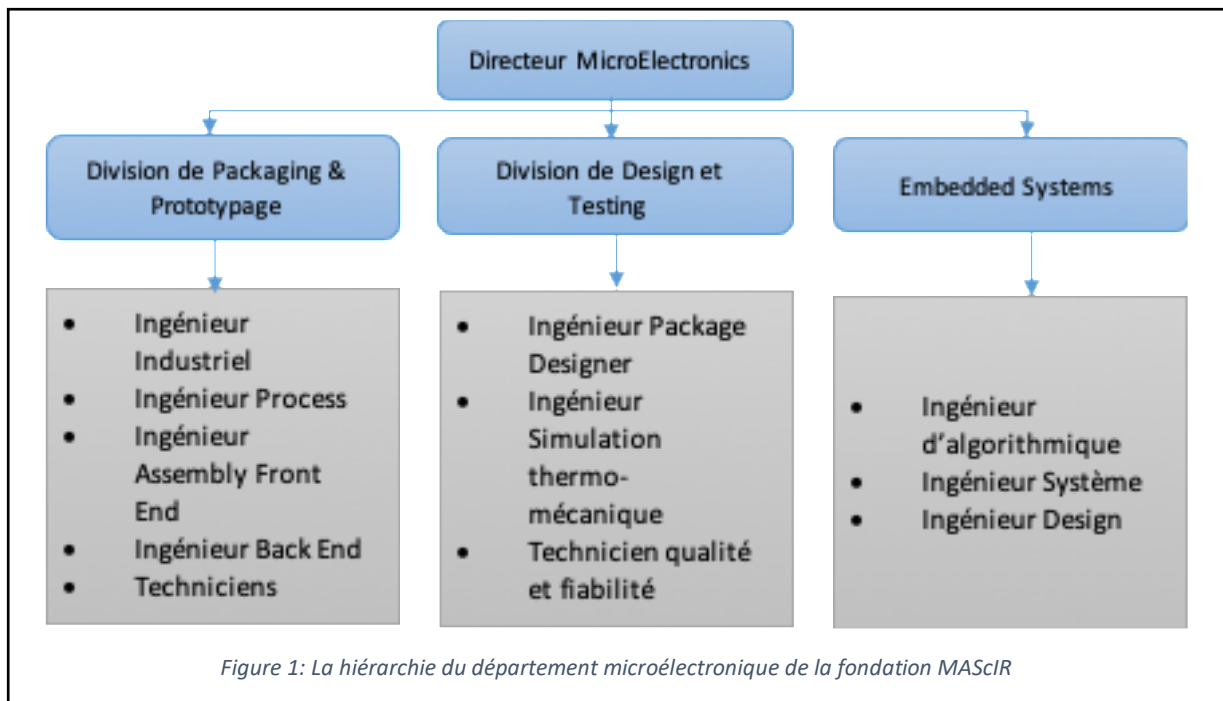 Directeur MicroElectronics
Division de Packaging &
Prototypage
Division de Design et
Testing
Embedded Systems
• Ingénieur
Industriel
• Ingénieur Process
• Ingénieur
Assembly Front
End
• Ingénieur Back End
• Techniciens
• Ingénieur Package
Designer
• Ingénieur
Simulation
thermo-
mécanique
• Technicien qualité
et fiabilité
• Ingénieur
d'algorithmique
• Ingénieur Système
• Ingénieur Design
Figure 1: La hiérarchie du département microélectronique de la fondation MAScIR